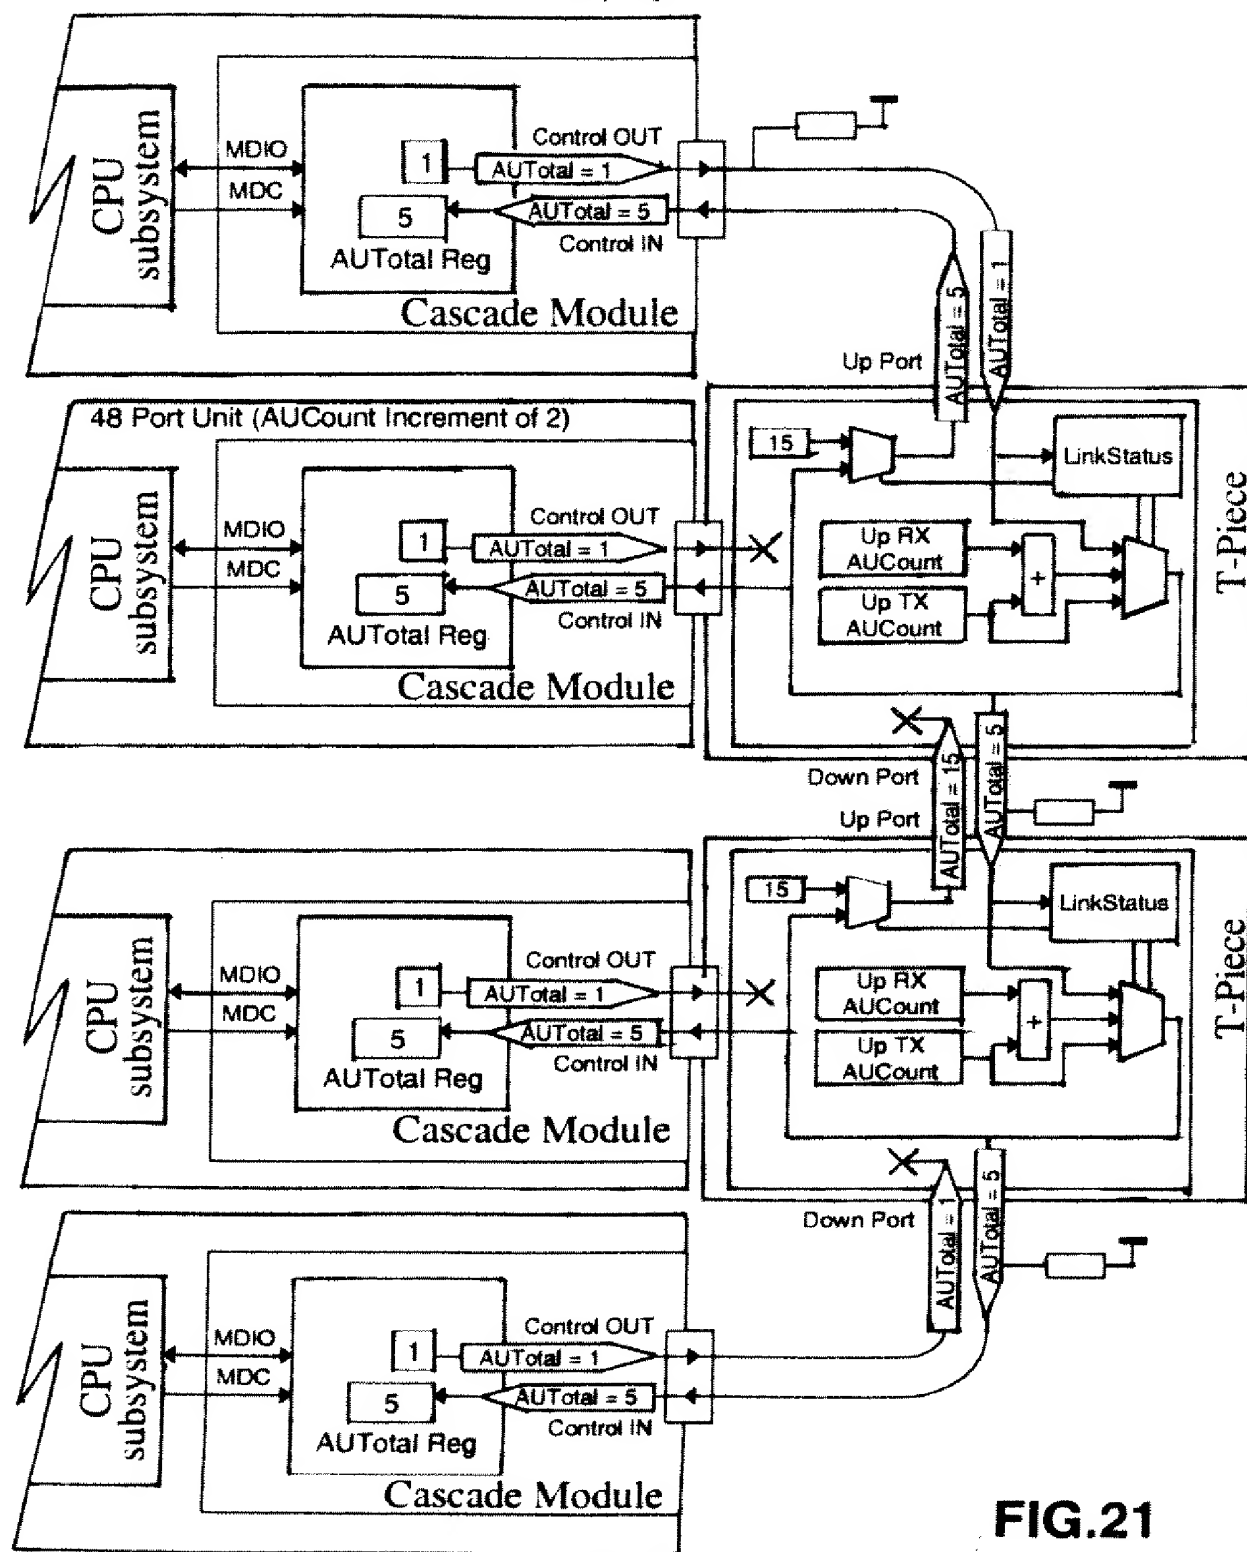 CPU
subsystem
MDIO
MDC
1
5
AUTotal Reg
Control OUT
AUTotal = 1
AUTotal = 5
Control IN
Cascade Module
Up Port
AUTotal = 5
AUTotal = 1
48 Port Unit (AUCount Increment of 2)
CPU
subsystem
MDIO
MDC
1
5
AUTotal Reg
Control OUT
AUTotal = 1
AUTotal = 5
Control IN
Cascade Module
15
LinkStatus
Up RX
AUCount
Up TX
AUCount
+
T-Piece
Down Port
AUTotal = 15
AUTotal = 5
Up Port
CPU
subsystem
MDIO
MDC
1
5
AUTotal Reg
Control OUT
AUTotal = 1
AUTotal = 5
Control IN
Cascade Module
15
LinkStatus
Up RX
AUCount
Up TX
AUCount
+
T-Piece
Down Port
AUTotal = 1
AUTotal = 5
CPU
subsystem
MDIO
MDC
1
5
AUTotal Reg
Control OUT
AUTotal = 1
AUTotal = 5
Control IN
Cascade Module
FIG.21